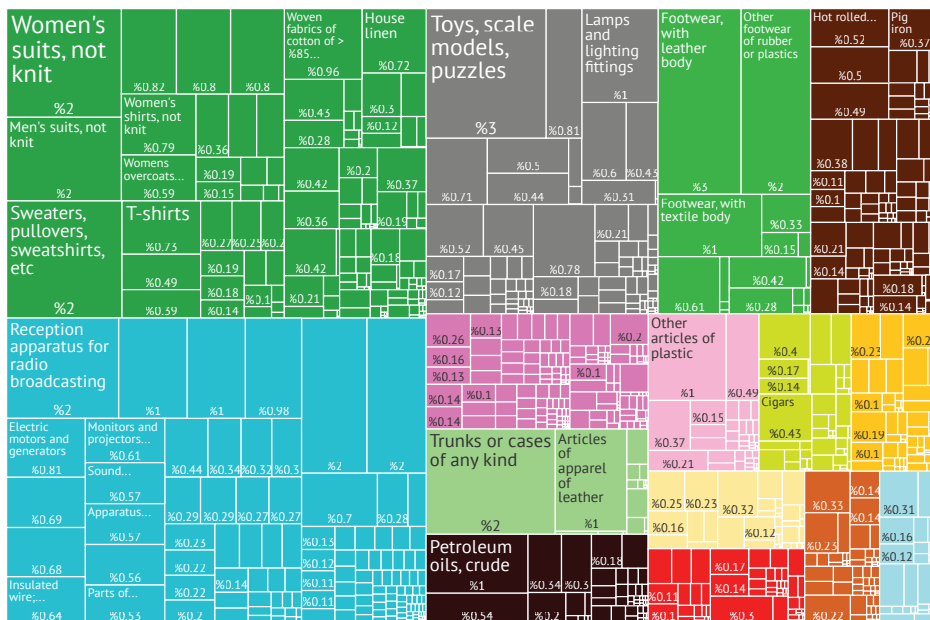 Women's
suits, not
knit
%2
%0.82
%0.8
%0.8
Women's
shirts, not
knit
%0.79
%0.36
Men's suits, not
knit
%2
Womens
overcoats...
%0.59
%0.19
%0.15
Sweaters,
pullovers,
sweatshirts,
etc
%2
T-shirts
%0.73
%0.27
%0.25
%0.49
%0.19
%0.18
%0.1
%0.14
Woven
fabrics of
cotton of >
%85...
%0.96
House
linen
%0.72
%0.43
%0.3
%0.12
%0.28
%0.42
%0.2
%0.37
%0.36
%0.19
%0.42
%0.18
%0.21
Toys, scale
models,
puzzles
%3
%0.81
Lamps
and
lighting
fittings
%1
%0.71
%0.5
%0.44
%0.6
%0.43
%0.52
%0.45
%0.21
%0.17
%0.78
%0.12
%0.18
Footwear,
with
leather
body
%3
Other
footwear
of rubber
or plastics
%2
Footwear, with
textile body
%1
%0.33
%0.15
%0.61
%0.42
%0.28
Hot rolled...
%0.52
Pig
iron
%0.37
%0.5
%0.49
%0.38
%0.11
%0.1
%0.21
%0.14
%0.18
%0.14
Reception
apparatus for
radio
broadcasting
%2
%1
%1
%0.98
%2
%2
Electric
motors and
generators
%0.81
Monitors and
projectors...
%0.61
Sound...
%0.57
%0.44
%0.34
%0.32
%0.3
%0.69
Apparatus...
%0.57
%0.29
%0.29
%0.27
%0.27
%0.7
%0.28
%0.68
%0.56
%0.23
%0.22
%0.14
%0.13
%0.12
%0.11
Insulated
wire;...
%0.64
Parts of...
%0.53
%0.22
%0.2
%0.11
%0.26
%0.13
%0.2
%0.16
%0.13
%0.1
%0.14
%0.1
%0.14
Trunks or cases
of any kind
%2
Articles
of
apparel
of
leather
%1
Petroleum
oils, crude
%1
%0.34
%0.3
%0.18
%0.54
%0.2
Other
articles of
plastic
%1
%0.49
%0.15
%0.37
%0.21
%0.4
%0.17
%0.14
Cigars
%0.43
%0.23
%0.1
%0.19
%0.1
%0.25
%0.23
%0.32
%0.16
%0.12
%0.33
%0.14
%0.14
%0.23
%0.22
%0.31
%0.16
%0.12
%0.17
%0.11
%0.14
%0.1
%0.3